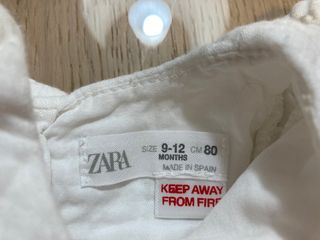 ZARA
SIZE 9-12 CM 80
MONTHS
MADE IN SPAIN
KEEP AWAY
FROM FIRE